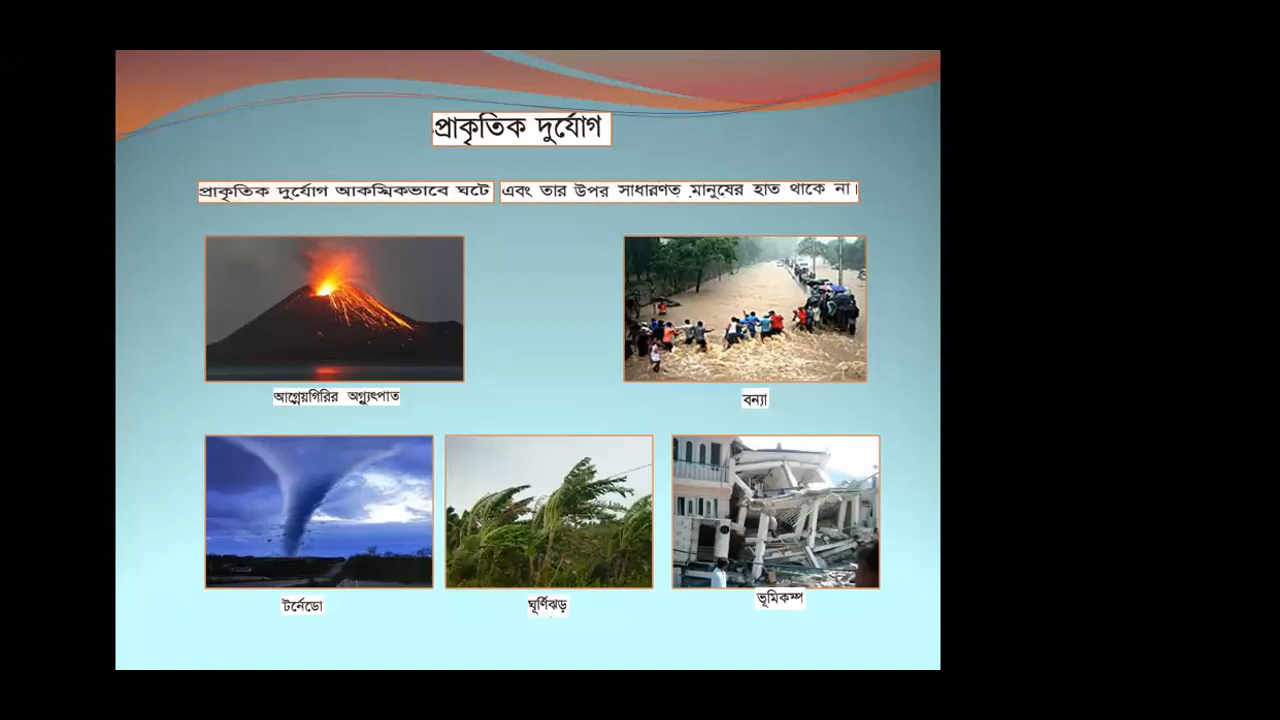 প্রাকৃতিক দুর্যোগ
প্রাকৃতিক দুর্যোগ আকস্মিকভাবে ঘটে এবং তার উপর সাধারণত মানুষের হাত থাকে না।
আগ্নেয়গিরির অগ্ন্যুৎপাত
বন্যা
টর্নেডো
ঘূর্ণিঝড়
ভূমিকম্প